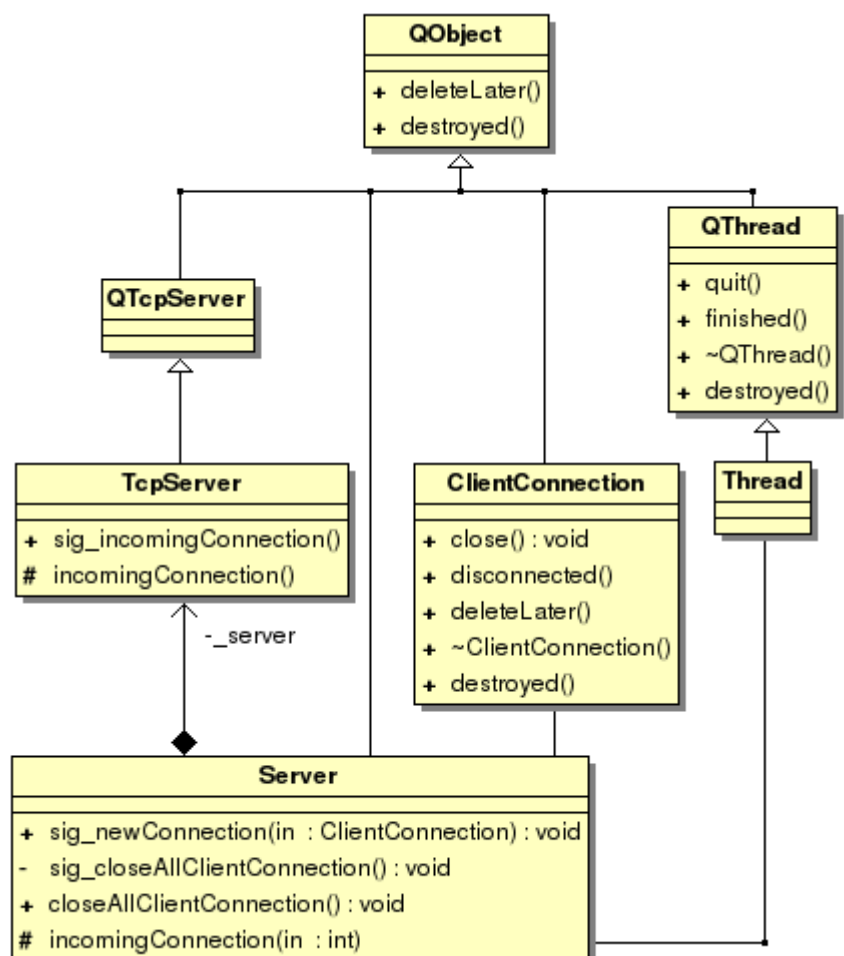 QObject
+ deleteLater()
+ destroyed()
QThread
+ quit()
+ finished()
+ ~QThread()
+ destroyed()
QTcpServer
TcpServer
+ sig_incomingConnection()
# incomingConnection()
ClientConnection
+ close() : void
+ disconnected()
+ deleteLater()
+ ~ClientConnection()
+ destroyed()
Thread
-_server
Server
+ sig_newConnection(in : ClientConnection) : void
- sig_closeAllClientConnection() : void
+ closeAllClientConnection() : void
# incomingConnection(in : int)